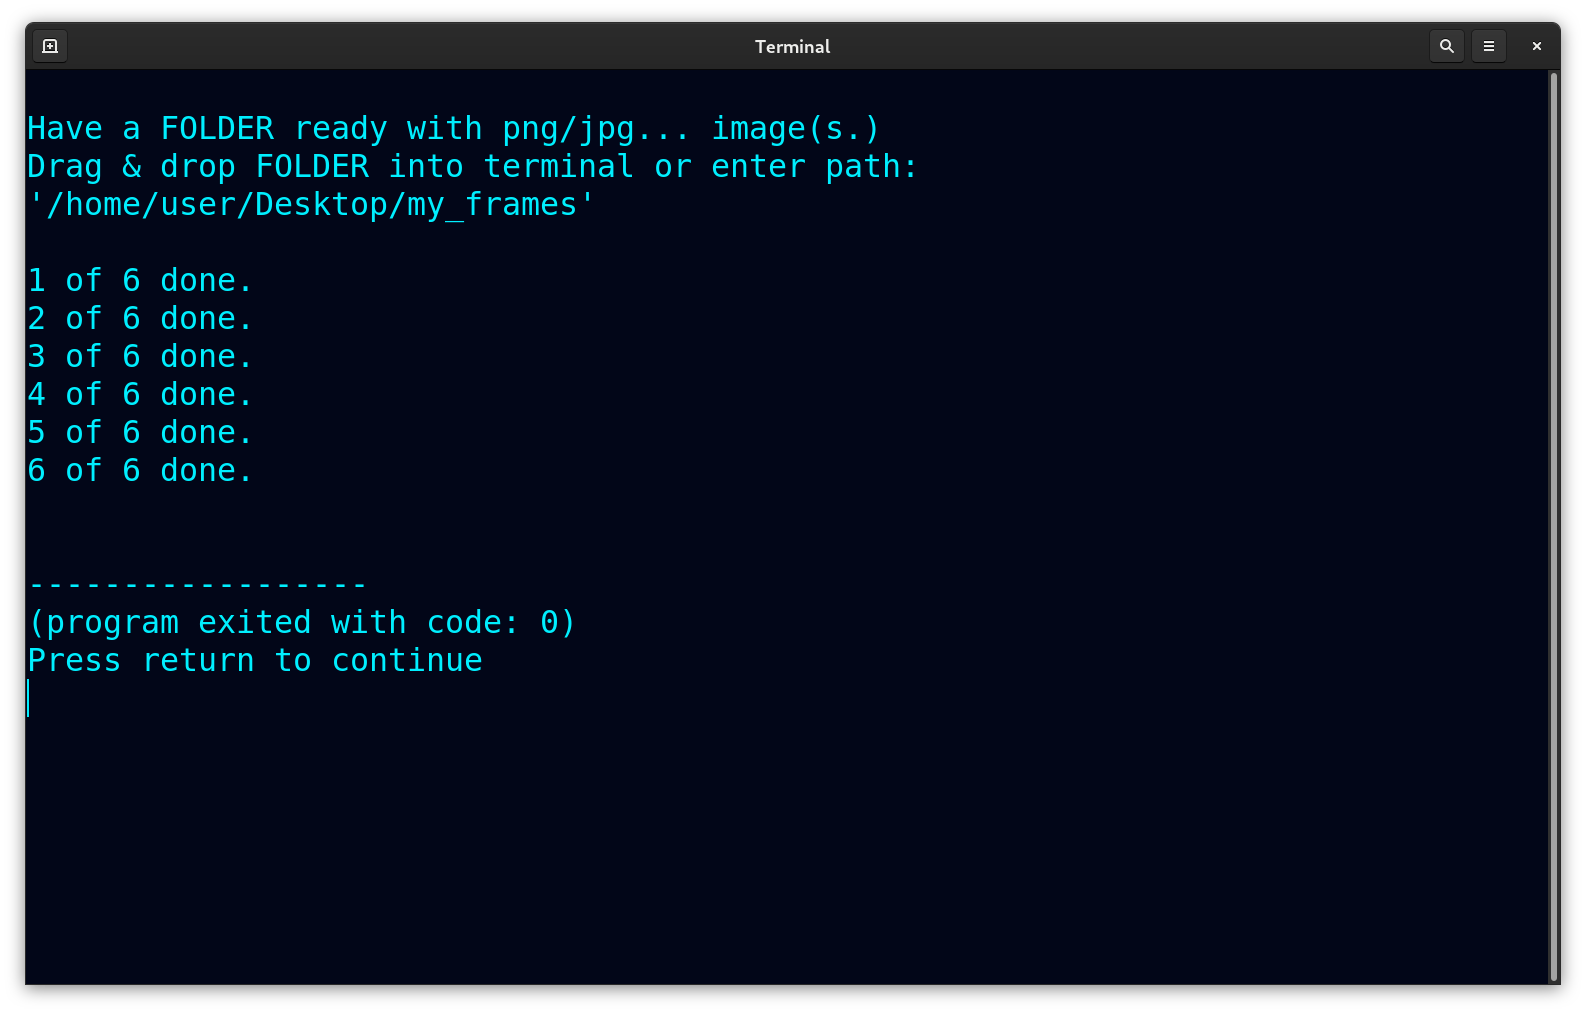 Terminal
Have a FOLDER ready with png/jpg... image(s.)
Drag & drop FOLDER into terminal or enter path:
'/home/user/Desktop/my_frames'
1 of 6 done.
2 of 6 done.
3 of 6 done.
4 of 6 done.
5 of 6 done.
6 of 6 done.
------------------
(program exited with code: 0)
Press return to continue